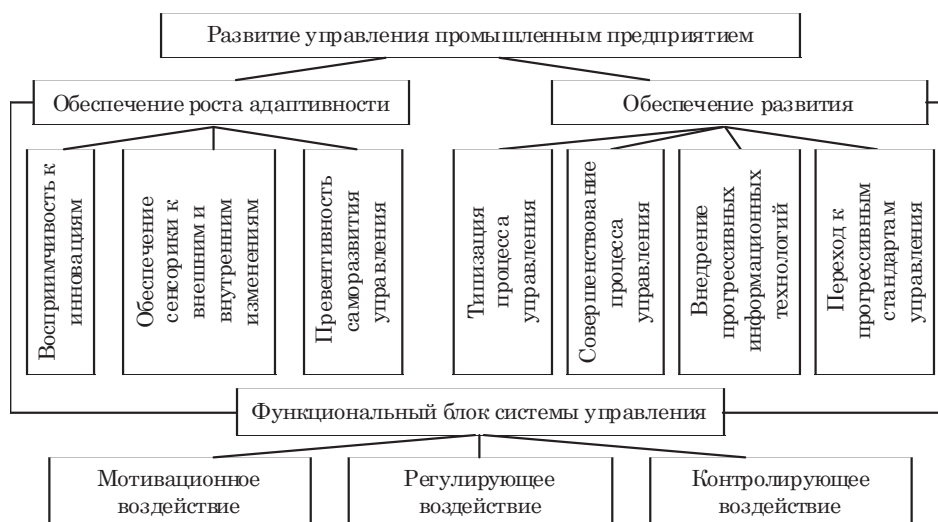 Развитие управления промышленным предприятием
Обеспечение роста адаптивности
Обеспечение развития
Восприимчивость к
инновациям
Обеспечение
сенсорики к
внешним и
внутренним
изменениям
Превентивность
саморазвития
управления
Типизация
процесса
управления
Совершенствование
процесса
управления
Внедрение
прогрессивных
информационных
технологий
Переход к
прогрессивным
стандартам
управления
Функциональный блок системы управления
Мотивационное
воздействие
Регулирующее
воздействие
Контролирующее
воздействие